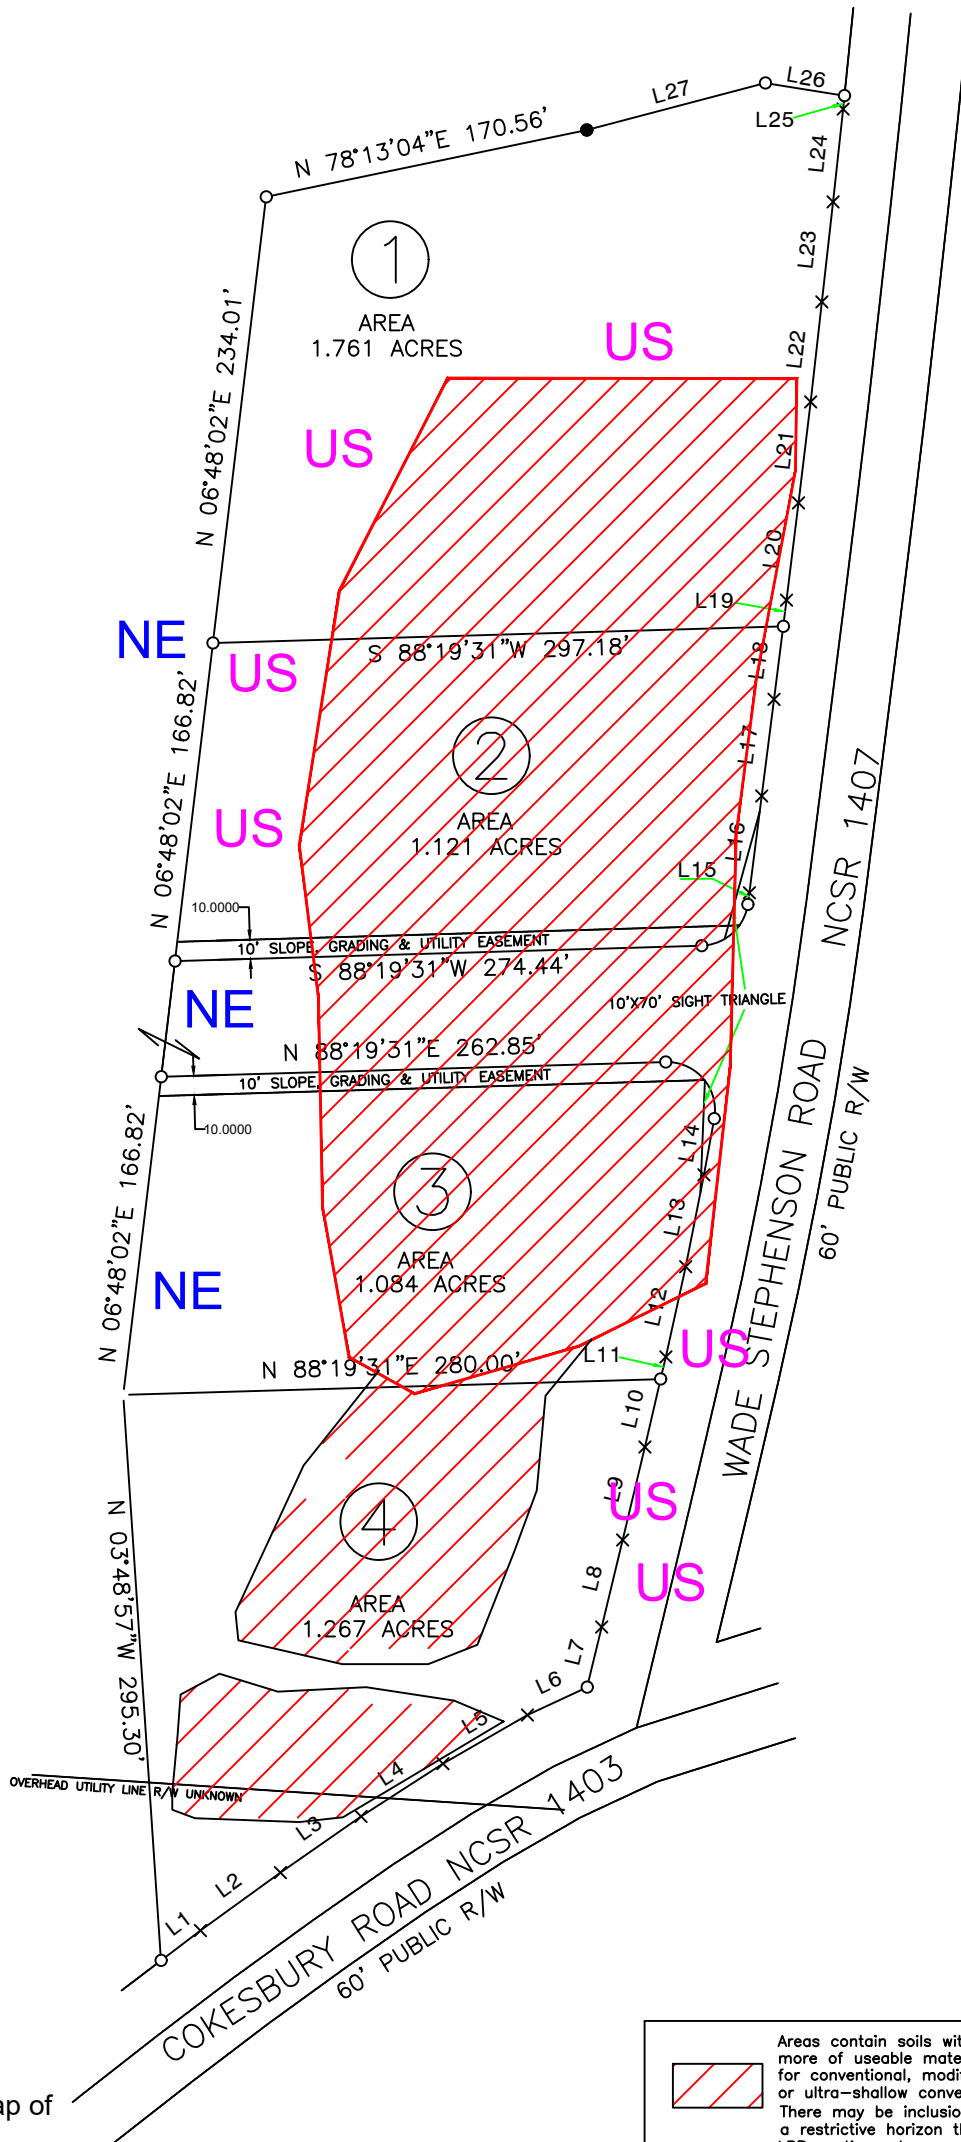 L26
L27
L25
N 78°13'04"E 170.56'
L24
1
L23
AREA
1.761 ACRES
US
L22
N 06°48'02"E 234.01'
US
L21
L20
L19
NE
S 88°19'31"W 297.18'
L18
US
N 06°48'02"E 166.82'
L17
2
US
AREA
1.121 ACRES
L16
L15
10.0000
10' SLOPE, GRADING & UTILITY EASEMENT
S 88°19'31"W 274.44'
NE
10'X70' SIGHT TRIANGLE
N 88°19'31"E 262.85'
10' SLOPE, GRADING & UTILITY EASEMENT
10.0000
L14
N 06°48'02"E 166.82'
3
L13
AREA
1.084 ACRES
NE
L12
US
L11
N 88°19'31"E 280.00'
WADE STEPHENSON ROAD NCSR 1407
60' PUBLIC R/W
L10
L9
US
4
N 03°48'57"W 295.30'
US
L8
AREA
1.267 ACRES
L7
L6
L5
L4
OVERHEAD UTILITY LINE R/W UNKNOWN
L3
L2
L1
COKESBURY ROAD NCSR 1403
60' PUBLIC R/W
Areas contain soils wit
more of useable mate
for conventional, modif
or ultra-shallow conve
There may be inclusio
a restrictive horizon th
ap of